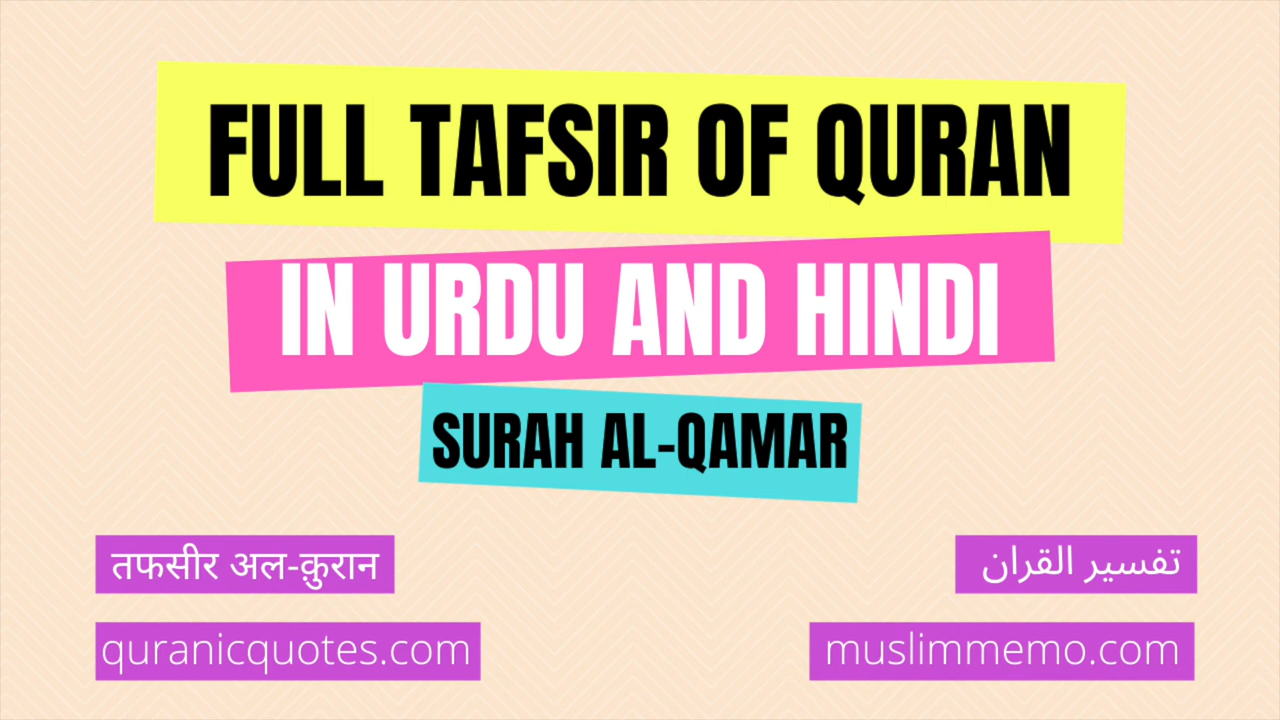 FULL TAFSIR OF QURAN
IN URDU AND HINDI
SURAH AL-QAMAR
तफसीर अल-क़ुरान
تفسير القران
quranicquotes.com
muslimmemo.com